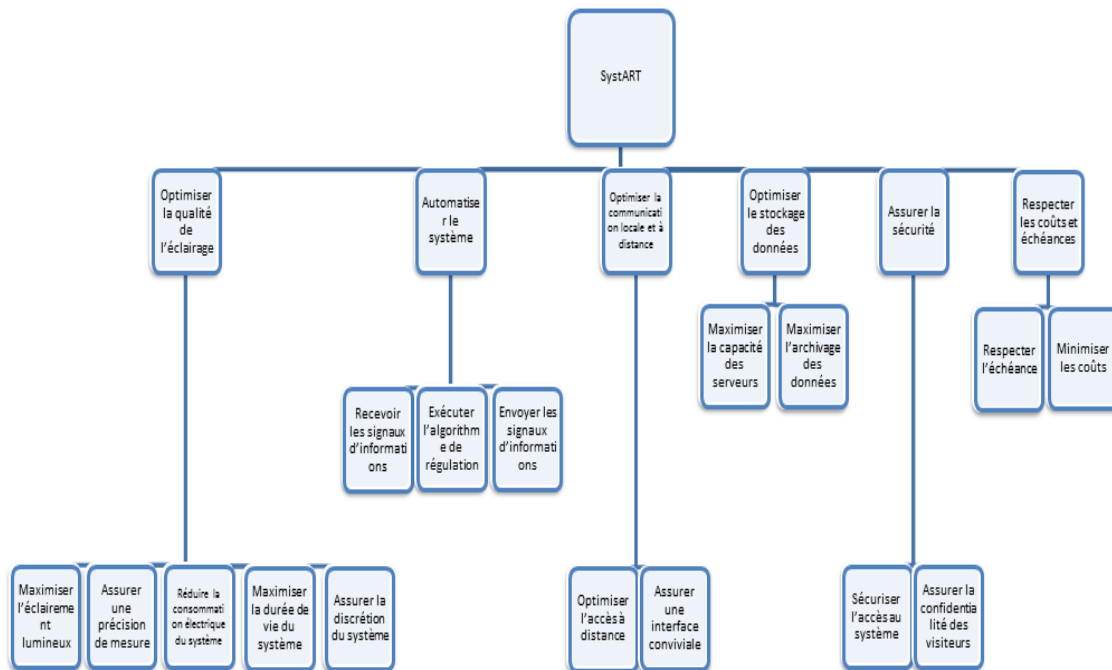 SystART
Optimiser
la qualité
de
l’éclairage
Automatise
r le
système
Optimiser la
communicati
on locale et à
distance
Optimiser
le stockage
des
données
Assurer la
sécurité
Respecter
les coûts et
échéances
Maximiser
la capacité
des
serveurs
Maximiser
l’archivage
des
données
Respecter
l’échéance
Minimiser
les coûts
Recevoir
les signaux
d’informati
ons
Exécuter
l’algorithm
e de
régulation
Envoyer les
signaux
d’informati
ons
Maximiser
l’éclaireme
nt
lumineux
Assurer
une
précision
de mesure
Réduire la
consommati
on électrique
du système
Maximiser
la durée de
vie du
système
Assurer la
discrétion
du système
Optimiser
l’accès à
distance
Assurer
une
interface
conviviale
Sécuriser
l’accès au
système
Assurer la
confidentia
lité des
visiteurs